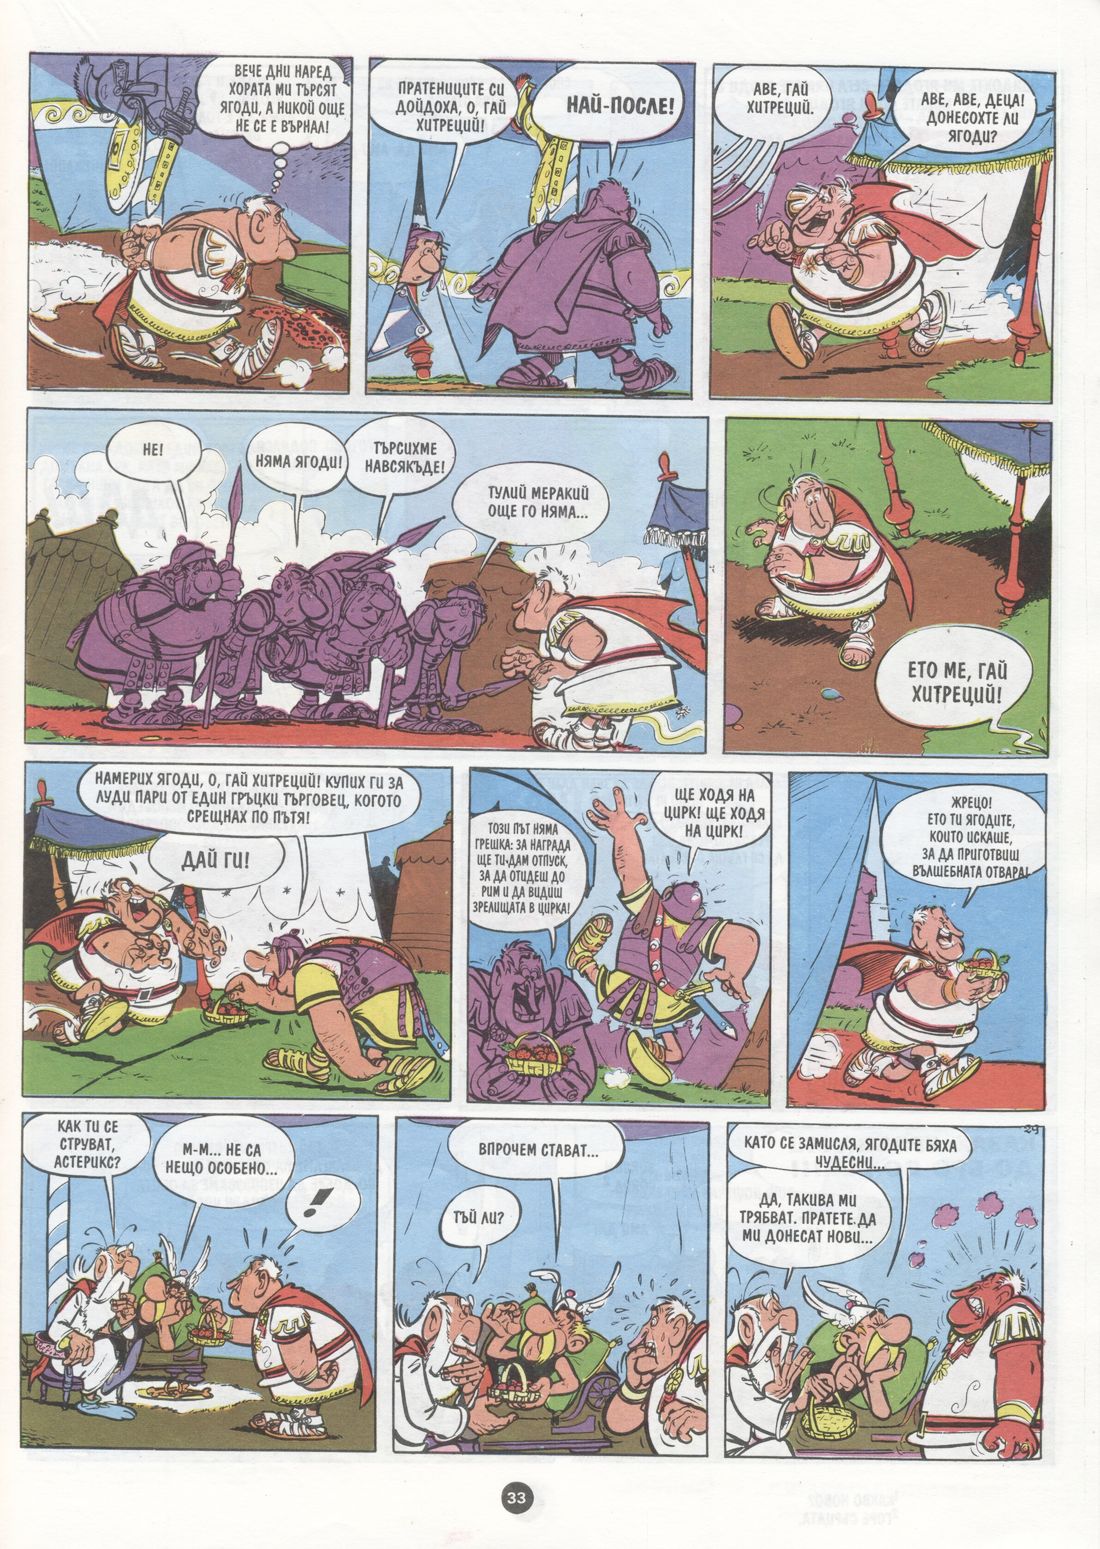 ВЕЧЕ ДНИ НАРЕД
ХОРАТА МИ ТЪРСЯТ
ЯГОДИ, А НИКОЙ ОЩЕ
НЕ СЕ Е ВЪРНАЛ!
ПРАТЕНИЦИТЕ СИ
ДОЙДОХА, О, ГАЙ
ХИТРЕЦИЙ!
НАЙ-ПОСЛЕ!
АВЕ, ГАЙ
ХИТРЕЦИЙ.
АВЕ, АВЕ, ДЕЦА!
ДОНЕСОХТЕ ЛИ
ЯГОДИ?
НЕ!
НЯМА ЯГОДИ!
ТЪРСИХМЕ
НАВСЯКЪДЕ!
ТУЛИЙ МЕРАКИЙ
ОЩЕ ГО НЯМА...
ЕТО МЕ, ГАЙ
ХИТРЕЦИЙ!
НАМЕРИХ ЯГОДИ, О, ГАЙ ХИТРЕЦИЙ! КУПИХ ГИ ЗА
ЛУДИ ПАРИ ОТ ЕДИН ГРЪЦКИ ТЪРГОВЕЦ, КОГОТО
СРЕЩНАХ ПО ПЪТЯ!
ДАЙ ГИ!
ТОЗИ ПЪТ НЯМА
ГРЕШКА: ЗА НАГРАДА
ЩЕ ТИ ДАМ ОТПУСК,
ЗА ДА ОТИДЕШ ДО
РИМ И ДА ВИДИШ
ЗРЕЛИЩАТА В ЦИРКА!
ЩЕ ХОДЯ НА
ЦИРК! ЩЕ ХОДЯ
НА ЦИРК!
ЖРЕЦО!
ЕТО ТИ ЯГОДИТЕ,
КОИТО ИСКАШЕ,
ЗА ДА ПРИГОТВИШ
ВЪЛШЕБНАТА ОТВАРА!
КАК ТИ СЕ
СТРУВАТ,
АСТЕРИКС?
М-М... НЕ СА
НЕЩО ОСОБЕНО...
!
ВПРОЧЕМ СТАВАТ...
ТЪЙ ЛИ?
КАТО СЕ ЗАМИСЛЯ, ЯГОДИТЕ БЯХА
ЧУДЕСНИ...
ДА, ТАКИВА МИ
ТРЯБВАТ. ПРАТЕТЕ ДА
МИ ДОНЕСАТ НОВИ...
29
33